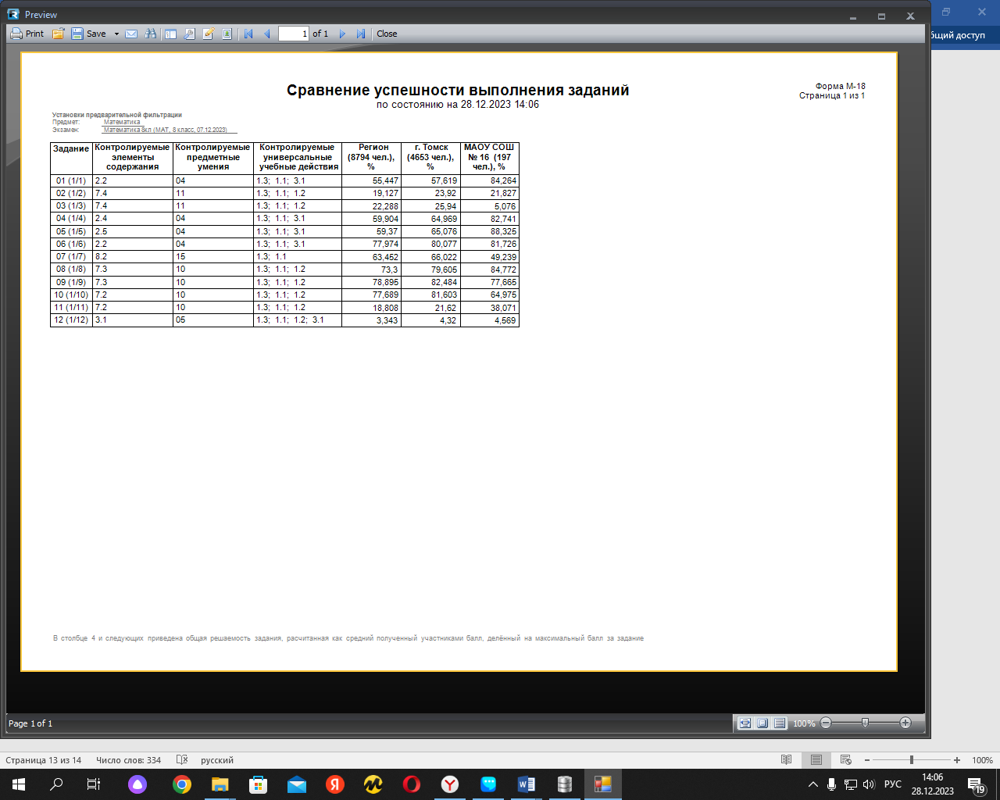 Preview
Print Save 1 of 1 Close
бщий доступ
Форма М-18
Страница 1 из 1
Сравнение успешности выполнения заданий
по состоянию на 28.12.2023 14:06
Установки предварительной фильтрации
Предмет: Математика
Экзамен: Математика 8кл (МАТ, 8 класс, 07.12.2023)
Задание Контролируемые элементы содержания Контролируемые предметные умения Контролируемые универсальные учебные действия Регион (8794 чел.), % г. Томск (4653 чел.), % МАОУ СОШ № 16 (197 чел.), %
01 (1/1) 2.2 04 1.3; 1.1; 3.1 55,447 57,619 84,264
02 (1/2) 7.4 11 1.3; 1.1; 1.2 19,127 23,92 21,827
03 (1/3) 7.4 11 1.3; 1.1; 1.2 22,288 25,94 5,076
04 (1/4) 2.4 04 1.3; 1.1; 3.1 59,904 64,969 82,741
05 (1/5) 2.5 04 1.3; 1.1; 3.1 59,37 65,076 88,325
06 (1/6) 2.2 04 1.3; 1.1; 3.1 77,974 80,077 81,726
07 (1/7) 8.2 15 1.3; 1.1 63,452 66,022 49,239
08 (1/8) 7.3 10 1.3; 1.1; 1.2 73,3 79,605 84,772
09 (1/9) 7.3 10 1.3; 1.1; 1.2 78,895 82,484 77,665
10 (1/10) 7.2 10 1.3; 1.1; 1.2 77,689 81,603 64,975
11 (1/11) 7.2 10 1.3; 1.1; 1.2 18,808 21,62 38,071
12 (1/12) 3.1 05 1.3; 1.1; 1.2; 3.1 3,343 4,32 4,569
В столбце 4 и следующих приведена общая решаемость задания, расчитанная как средний полученный участниками балл, делённый на максимальный балл за задание
Page 1 of 1 100%
Страница 13 из 14 Число слов: 334 русский 100%
РУС 14:06
28.12.2023 19